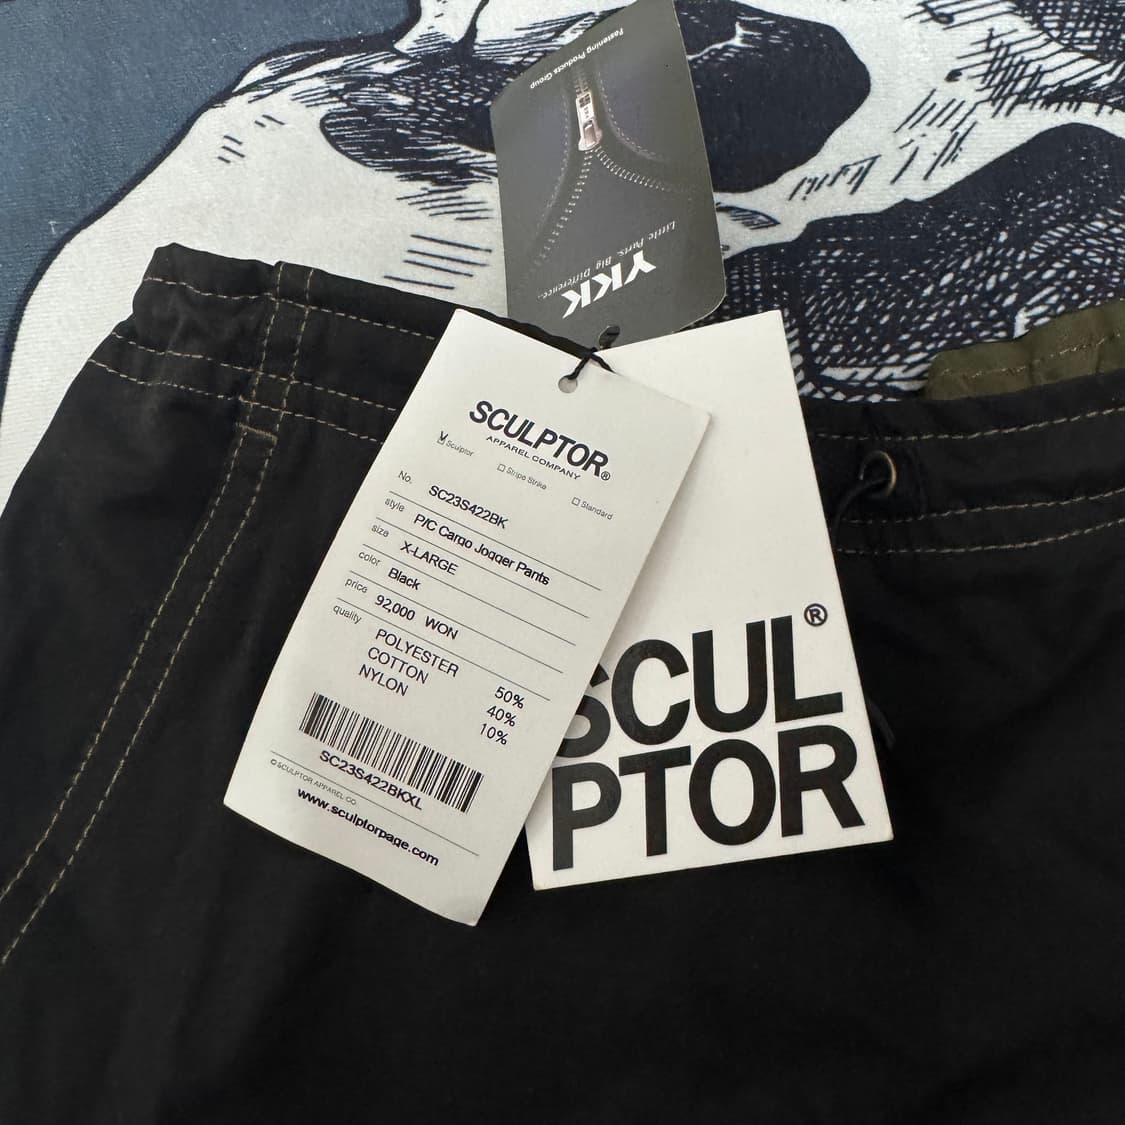 Fastening Products Group
Little Parts. Big Difference.
YKK
SCULPTOR®
APPAREL COMPANY
Sculptor
Stripe Strike
Standard
No. SC23S422BK
style P/C Cargo Jogger Pants
size X-LARGE
color Black
price 92,000 WON
quality
POLYESTER 50%
COTTON 40%
NYLON 10%
SC23S422BKXL
© SCULPTOR APPAREL CO.
www.sculptorpage.com
SCUL®
PTOR